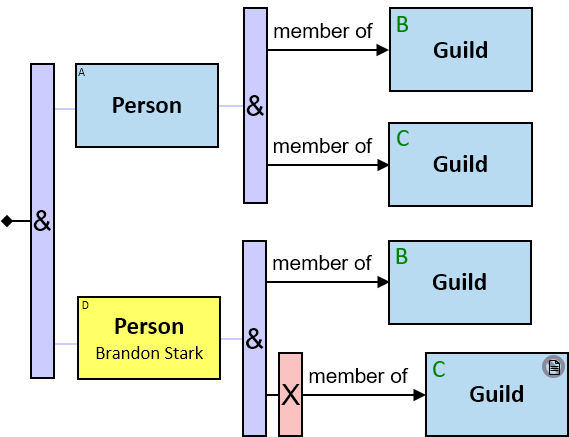 &
A
Person
&
member of
B
Guild
member of
C
Guild
D
Person
Brandon Stark
&
member of
B
Guild
X
member of
C
Guild